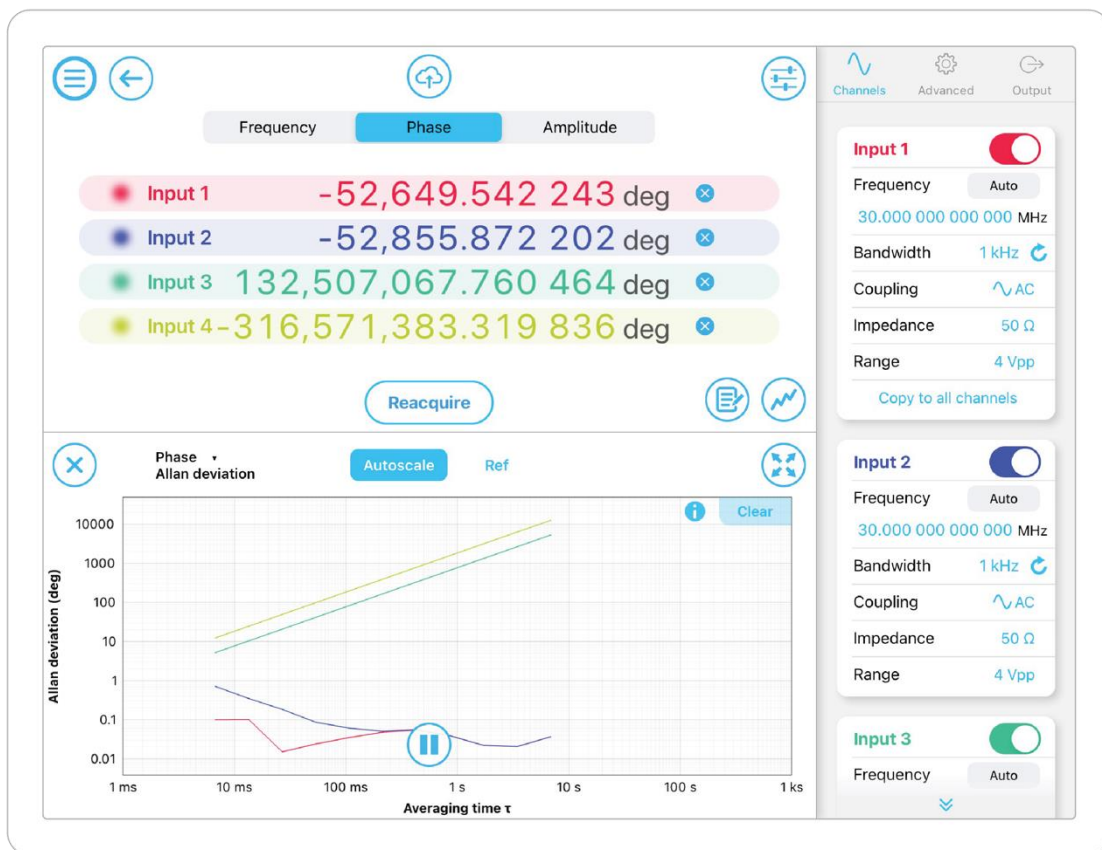 Frequency Phase Amplitude
Input 1 -52,649.542 243 deg
Input 2 -52,855.872 202 deg
Input 3 132,507,067.760 464 deg
Input 4 -316,571,383.319 836 deg
Reacquire
Phase
Allan deviation
Autoscale Ref
Clear
Allan deviation (deg)
10000
1000
100
10
1
0.1
0.01
1 ms 10 ms 100 ms 1 s 10 s 100 s 1 ks
Averaging time τ
Channels Advanced Output
Input 1
Frequency Auto
30.000 000 000 000 MHz
Bandwidth 1 kHz
Coupling AC
Impedance 50 Ω
Range 4 Vpp
Copy to all channels
Input 2
Frequency Auto
30.000 000 000 000 MHz
Bandwidth 1 kHz
Coupling AC
Impedance 50 Ω
Range 4 Vpp
Input 3
Frequency Auto